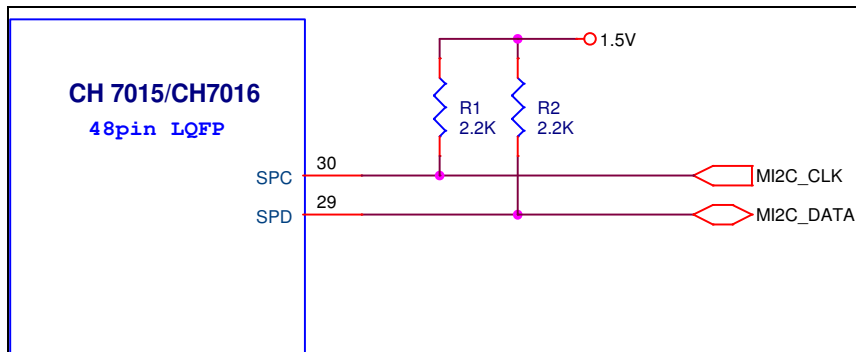 1.5V
CH 7015/CH7016
48pin LQFP
R1
2.2K
R2
2.2K
SPC
30
MI2C_CLK
SPD
29
MI2C_DATA